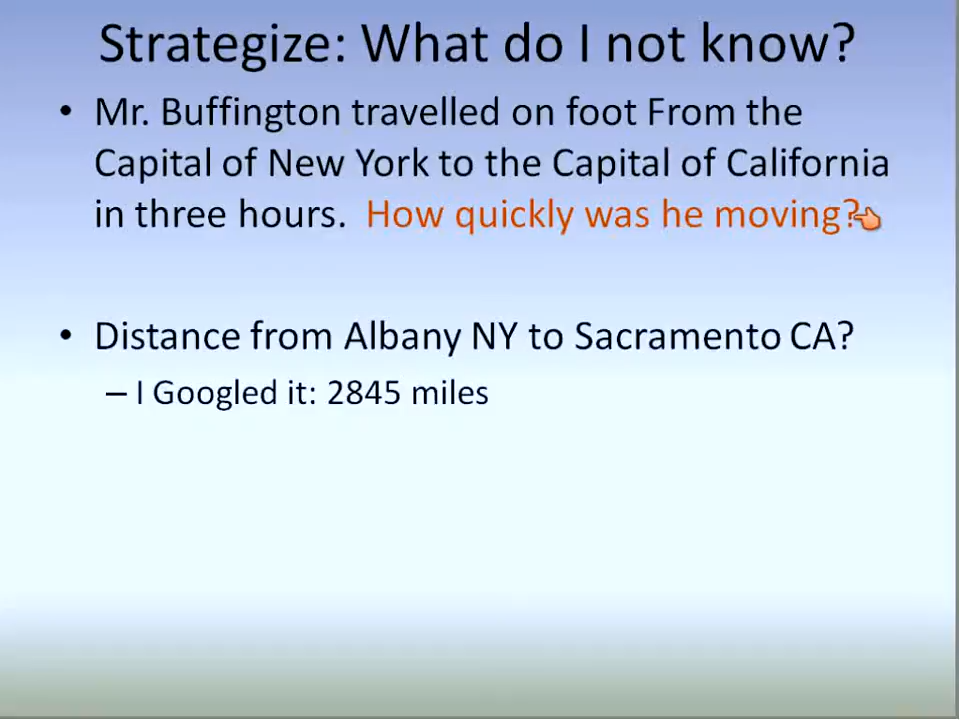 Strategize: What do I not know?
• Mr. Buffington travelled on foot From the
Capital of New York to the Capital of California
in three hours. How quickly was he moving?
• Distance from Albany NY to Sacramento CA?
– I Googled it: 2845 miles